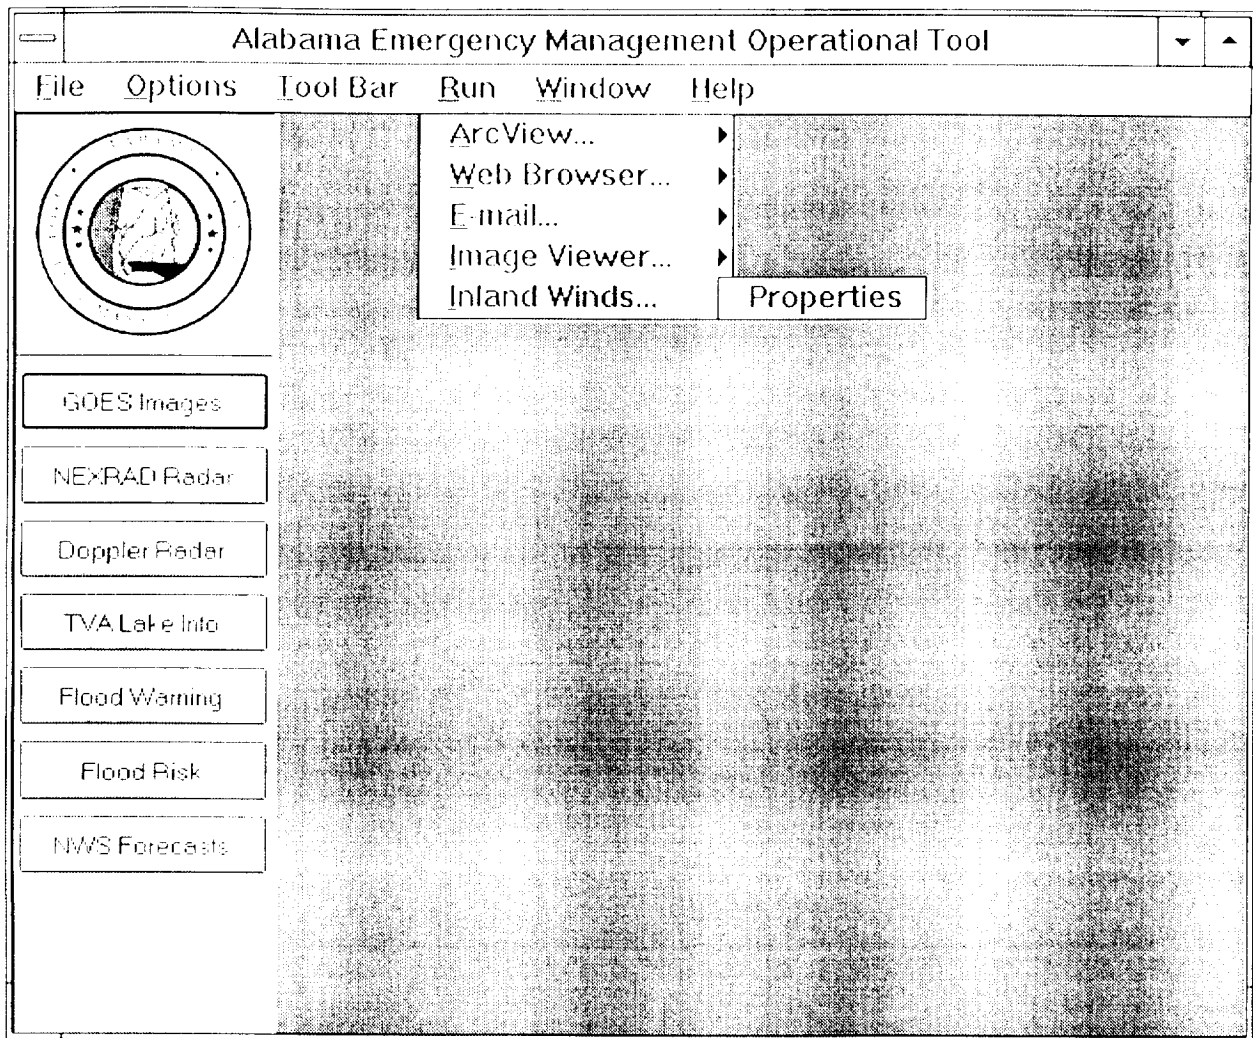 Alabama Emergency Management Operational Tool
File Options Tool Bar Run Window Help
ArcView...
Web Browser...
E-mail...
Image Viewer...
Inland Winds... Properties
GOES Images
NEXRAD Radar
Doppler Radar
TVA Lake Info
Flood Warning
Flood Risk
NWS Forecasts